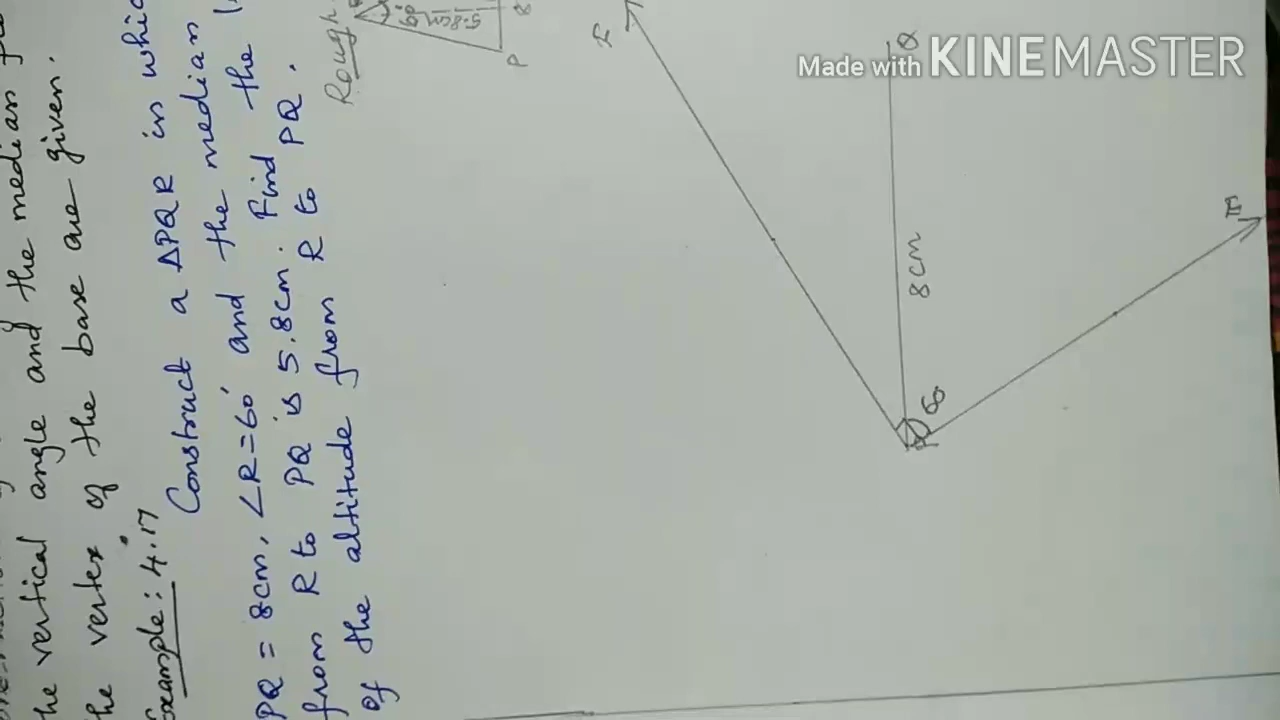 the vertical angle and the median
the vertex of the base are given.
Example: 4.17
Construct a ΔPQR in
PQ = 8cm, ∠R=60° and the median
from R to PQ is 5.8cm. Find the
of the altitude from R to PQ.
Rough
5.8cm
P
F
Q
8cm
60
E
Made with KINEMASTER